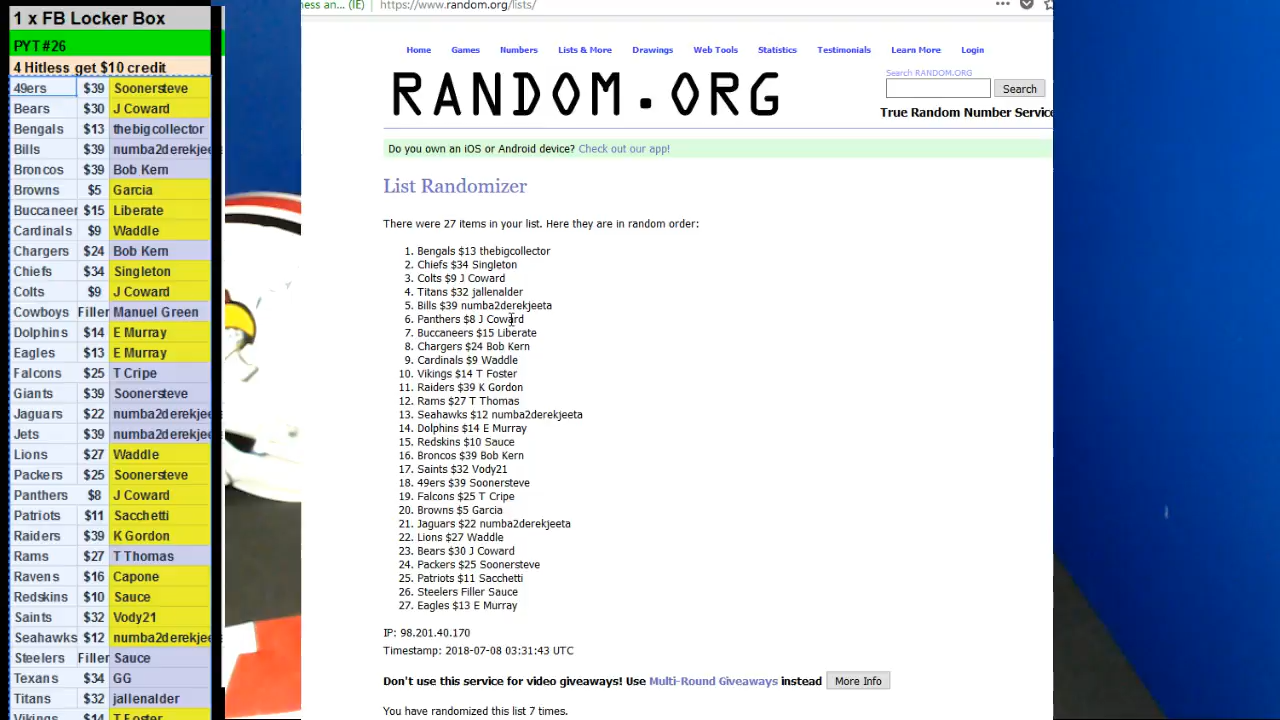 1 x FB Locker Box
PYT #26
4 Hitless get $10 credit
49ers $39 Soonersteve
Bears $30 J Coward
Bengals $13 thebigcollector
Bills $39 numba2derekjee
Broncos $39 Bob Kern
Browns $5 Garcia
Buccaneer $15 Liberate
Cardinals $9 Waddle
Chargers $24 Bob Kern
Chiefs $34 Singleton
Colts $9 J Coward
Cowboys Filler Manuel Green
Dolphins $14 E Murray
Eagles $13 E Murray
Falcons $25 T Cripe
Giants $39 Soonersteve
Jaguars $22 numba2derekjee
Jets $39 numba2derekjee
Lions $27 Waddle
Packers $25 Soonersteve
Panthers $8 J Coward
Patriots $11 Sacchetti
Raiders $39 K Gordon
Rams $27 T Thomas
Ravens $16 Capone
Redskins $10 Sauce
Saints $32 Vody21
Seahawks $12 numba2derekjee
Steelers Filler Sauce
Texans $34 GG
Titans $32 jallenalder
Vikings $14 T Foster
ness an... (IE) https://www.random.org/lists/
Home Games Numbers Lists & More Drawings Web Tools Statistics Testimonials Learn More Login
RANDOM.ORG
Search RANDOM.ORG
Search
True Random Number Service
Do you own an iOS or Android device? Check out our app!
List Randomizer
There were 27 items in your list. Here they are in random order:
1. Bengals $13 thebigcollector
2. Chiefs $34 Singleton
3. Colts $9 J Coward
4. Titans $32 jallenalder
5. Bills $39 numba2derekjeeta
6. Panthers $8 J Coward
7. Buccaneers $15 Liberate
8. Chargers $24 Bob Kern
9. Cardinals $9 Waddle
10. Vikings $14 T Foster
11. Raiders $39 K Gordon
12. Rams $27 T Thomas
13. Seahawks $12 numba2derekjeeta
14. Dolphins $14 E Murray
15. Redskins $10 Sauce
16. Broncos $39 Bob Kern
17. Saints $32 Vody21
18. 49ers $39 Soonersteve
19. Falcons $25 T Cripe
20. Browns $5 Garcia
21. Jaguars $22 numba2derekjeeta
22. Lions $27 Waddle
23. Bears $30 J Coward
24. Packers $25 Soonersteve
25. Patriots $11 Sacchetti
26. Steelers Filler Sauce
27. Eagles $13 E Murray
IP: 98.201.40.170
Timestamp: 2018-07-08 03:31:43 UTC
Don't use this service for video giveaways! Use Multi-Round Giveaways instead More Info
You have randomized this list 7 times.